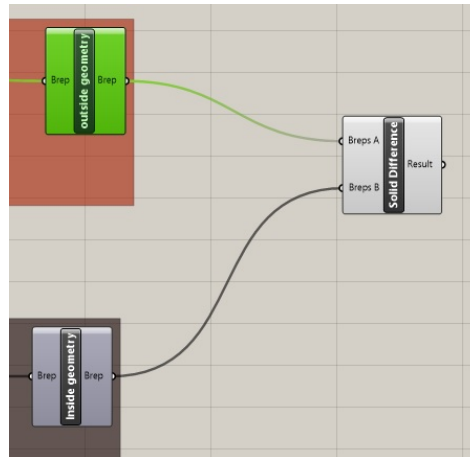 Brep outside geometry Brep
Breps A
Breps B
Solid Difference
Result
Brep Inside geometry Brep